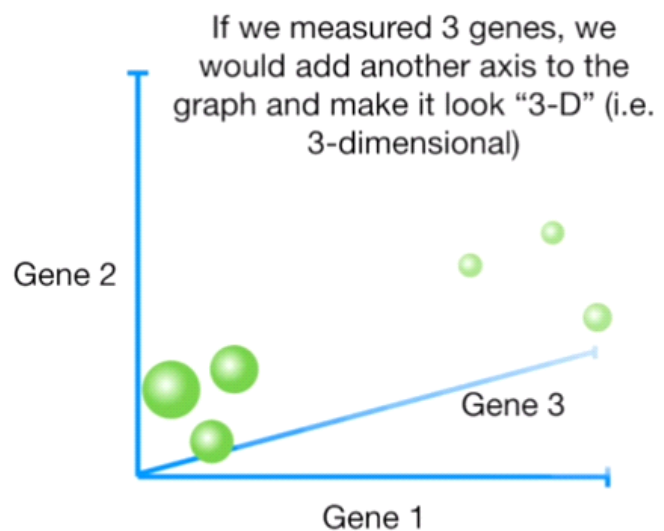 If we measured 3 genes, we
would add another axis to the
graph and make it look “3-D” (i.e.
3-dimensional)
Gene 2
Gene 3
Gene 1